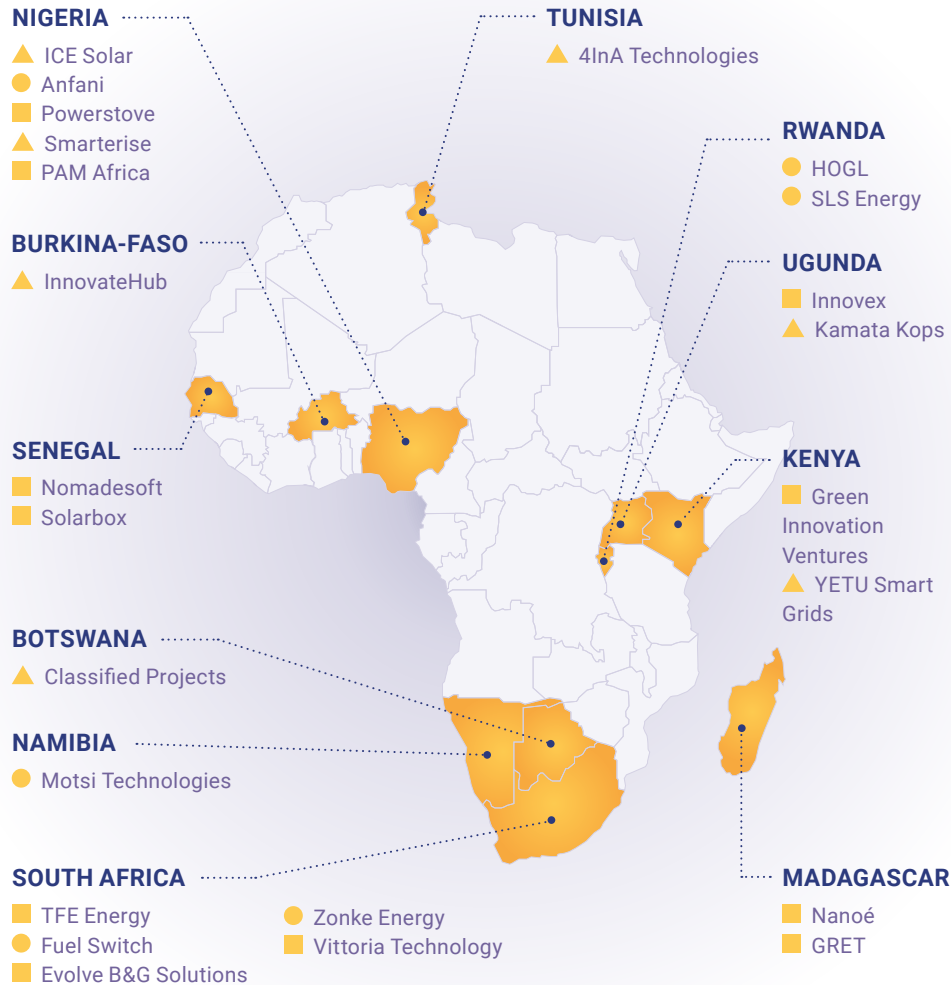 NIGERIA
ICE Solar
Anfani
Powerstove
Smarterise
PAM Africa
TUNISIA
4InA Technologies
RWANDA
HOGL
SLS Energy
BURKINA-FASO
InnovateHub
UGUNDA
Innovex
Kamata Kops
SENEGAL
Nomadesoft
Solarbox
KENYA
Green
Innovation
Ventures
YETU Smart
Grids
BOTSWANA
Classified Projects
NAMIBIA
Motsi Technologies
SOUTH AFRICA
TFE Energy
Fuel Switch
Evolve B&G Solutions
Zonke Energy
Vittoria Technology
MADAGASCAR
Nanoé
GRET